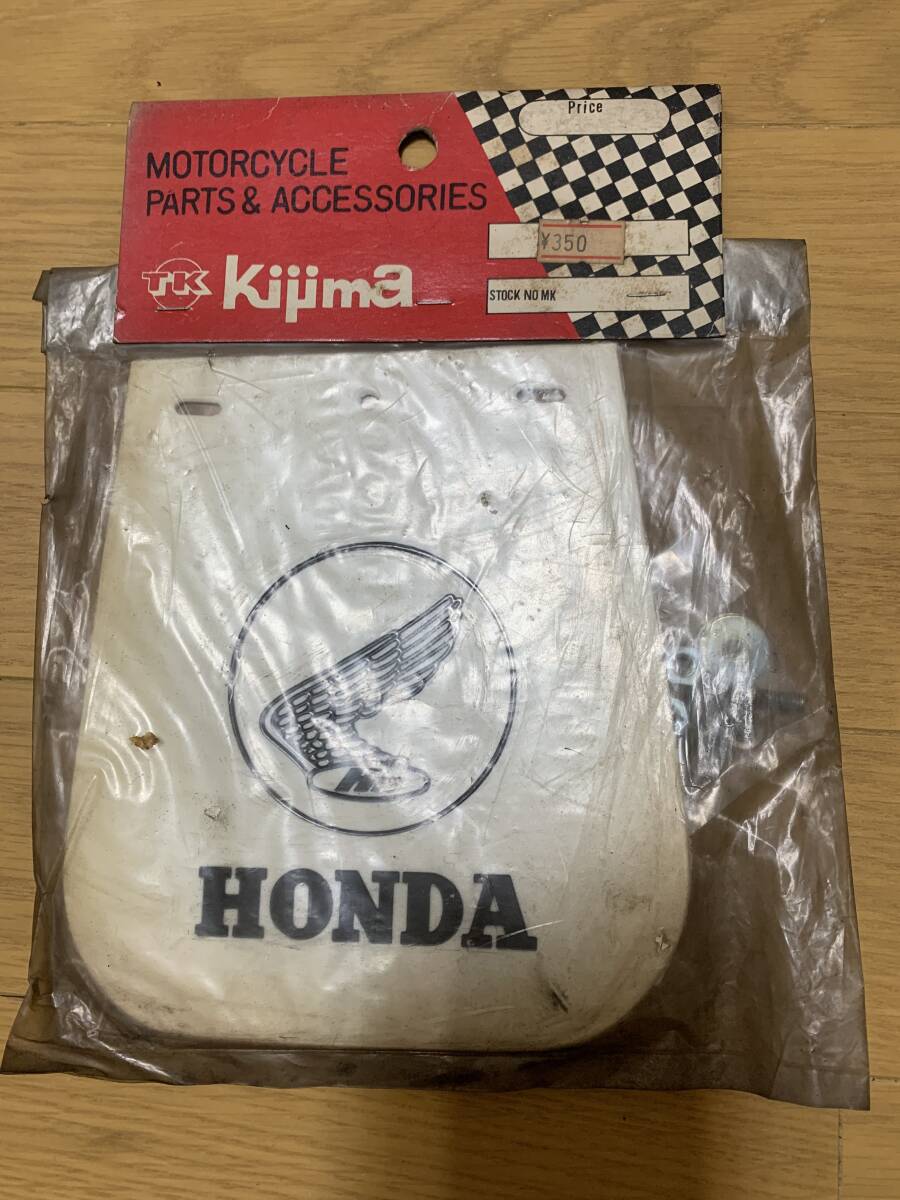 Price
MOTORCYCLE
PARTS & ACCESSORIES
¥350
TK Kijima
STOCK NO MK
HONDA